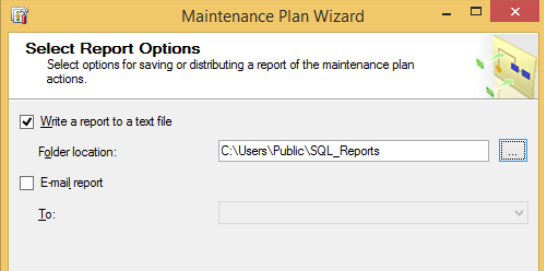 Maintenance Plan Wizard
Select Report Options
Select options for saving or distributing a report of the maintenance plan
actions.
Write a report to a text file
Folder location:
C:\Users\Public\SQL_Reports
...
E-mail report
To: